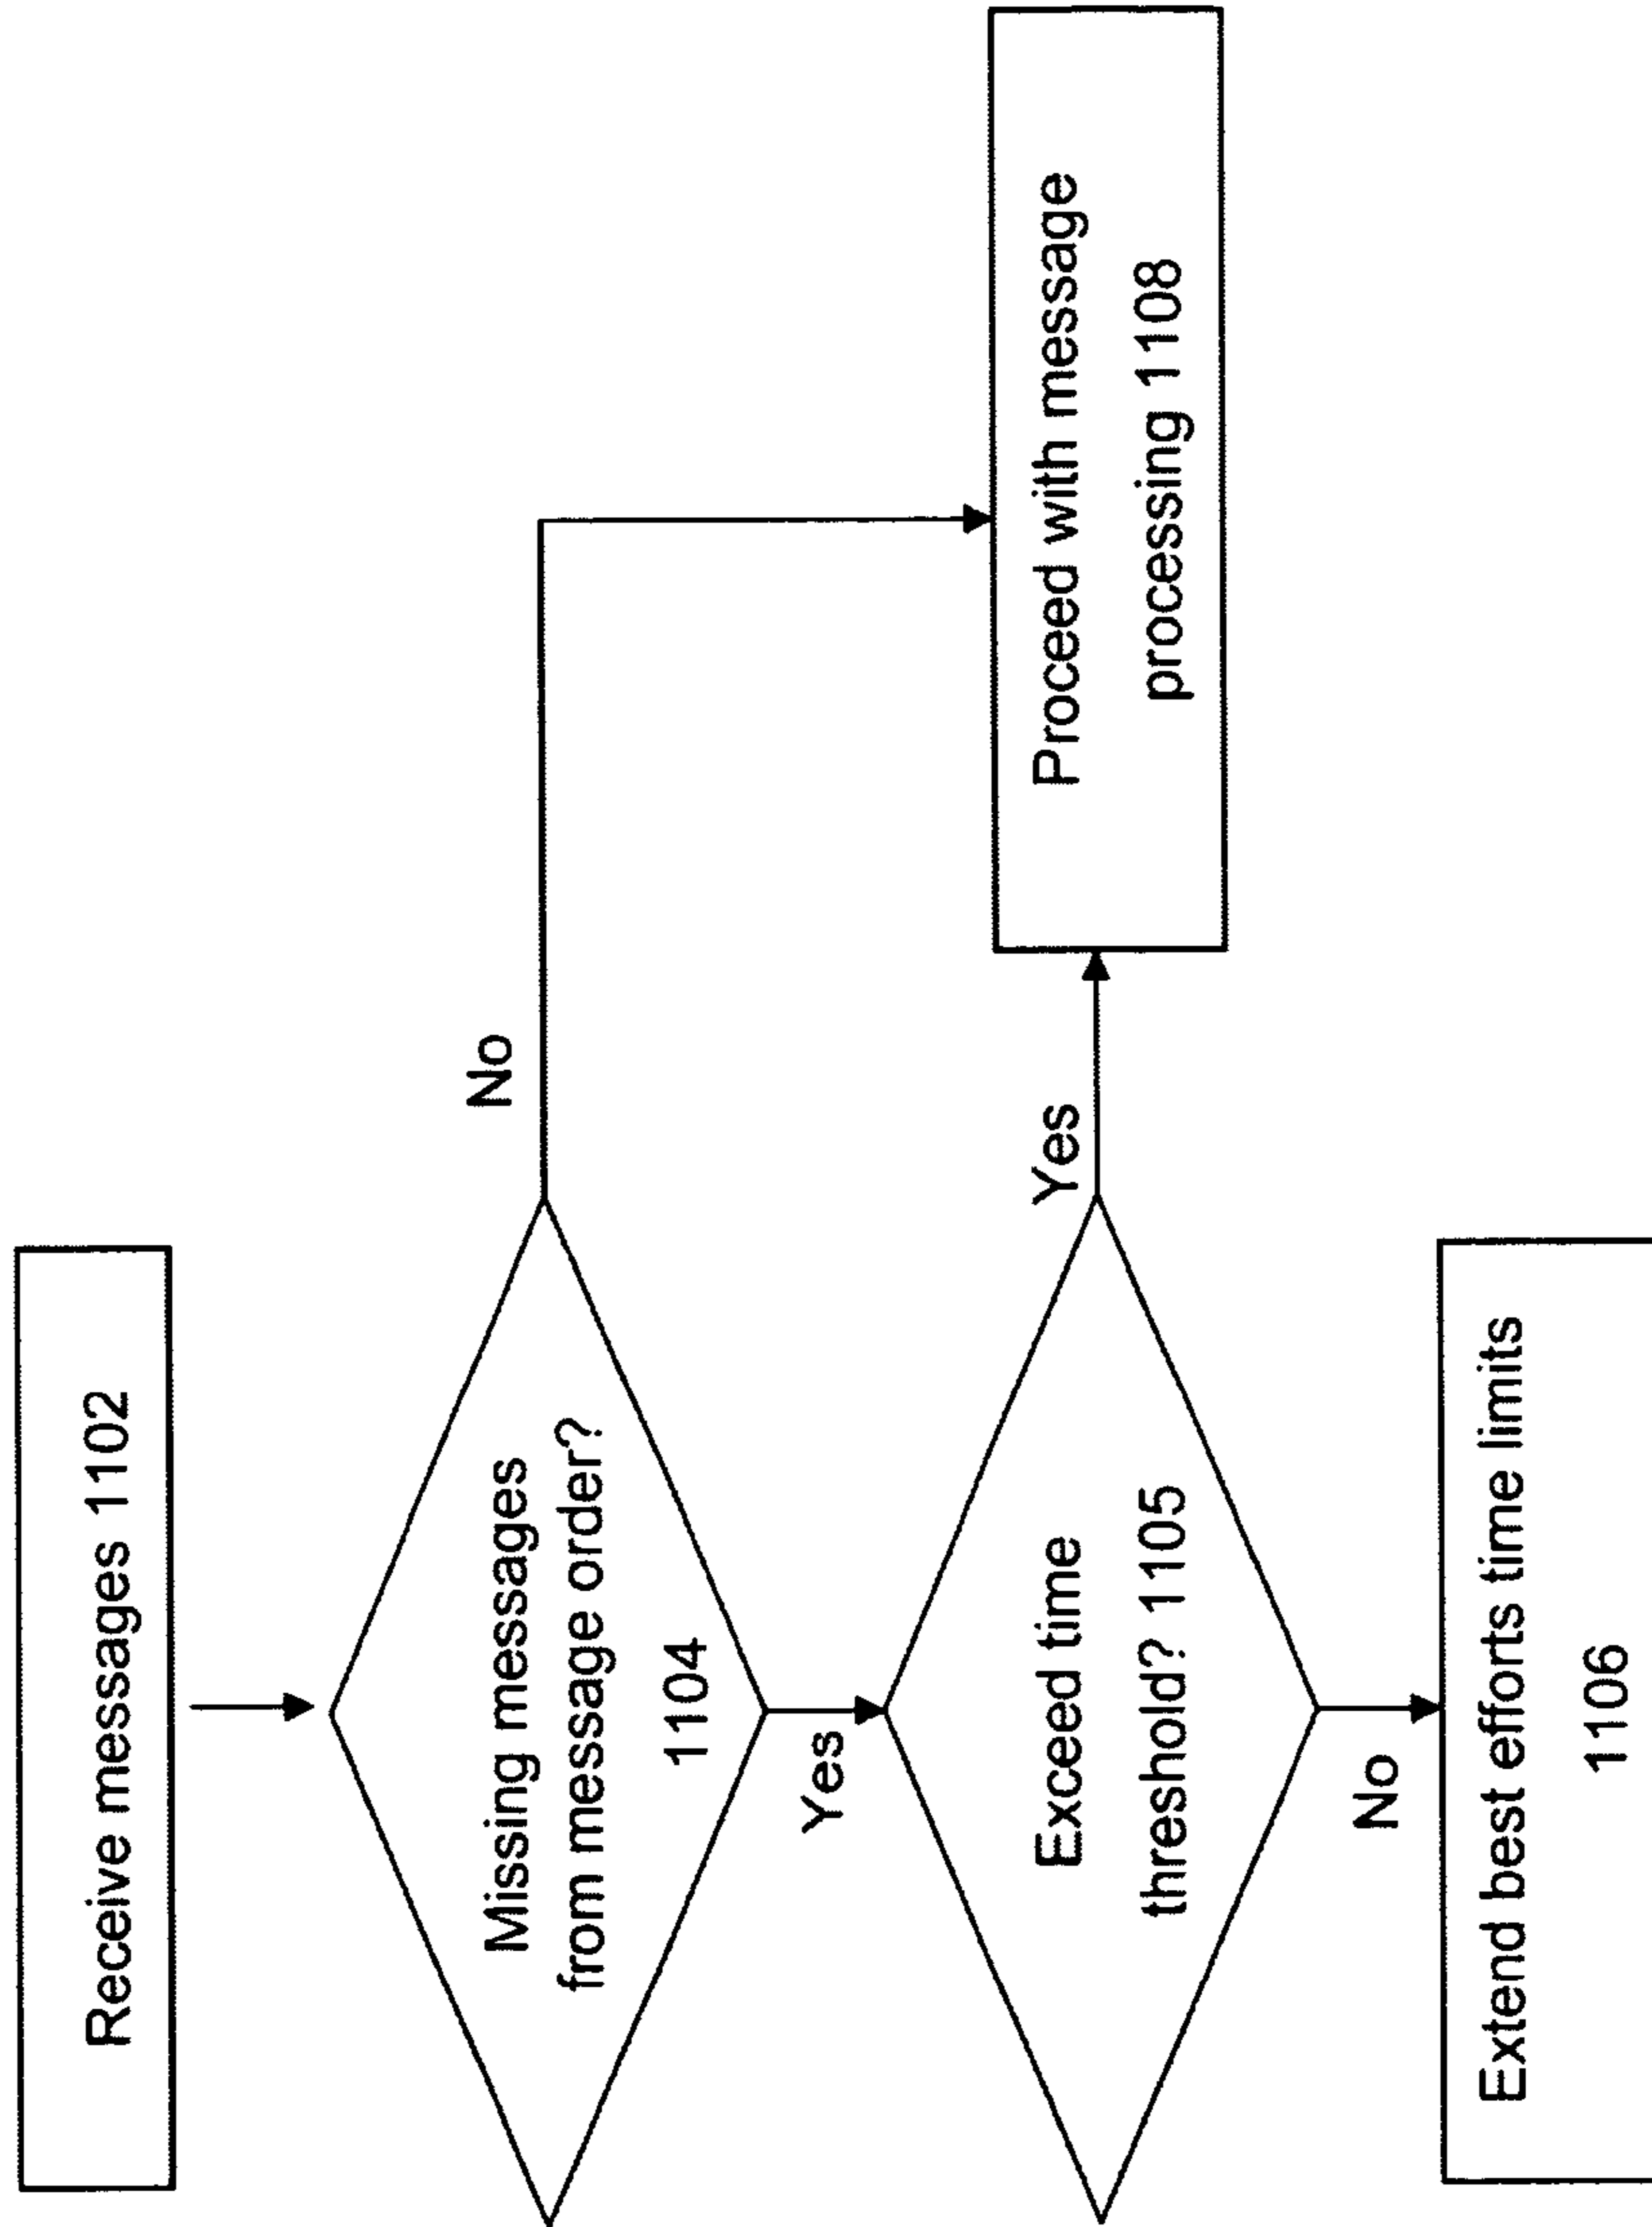 Receive messages 1102
Missing messages
from message order?
1104
No
Yes
Exceed time
threshold? 1105
Yes
Proceed with message
processing 1108
No
Extend best efforts time limits
1106